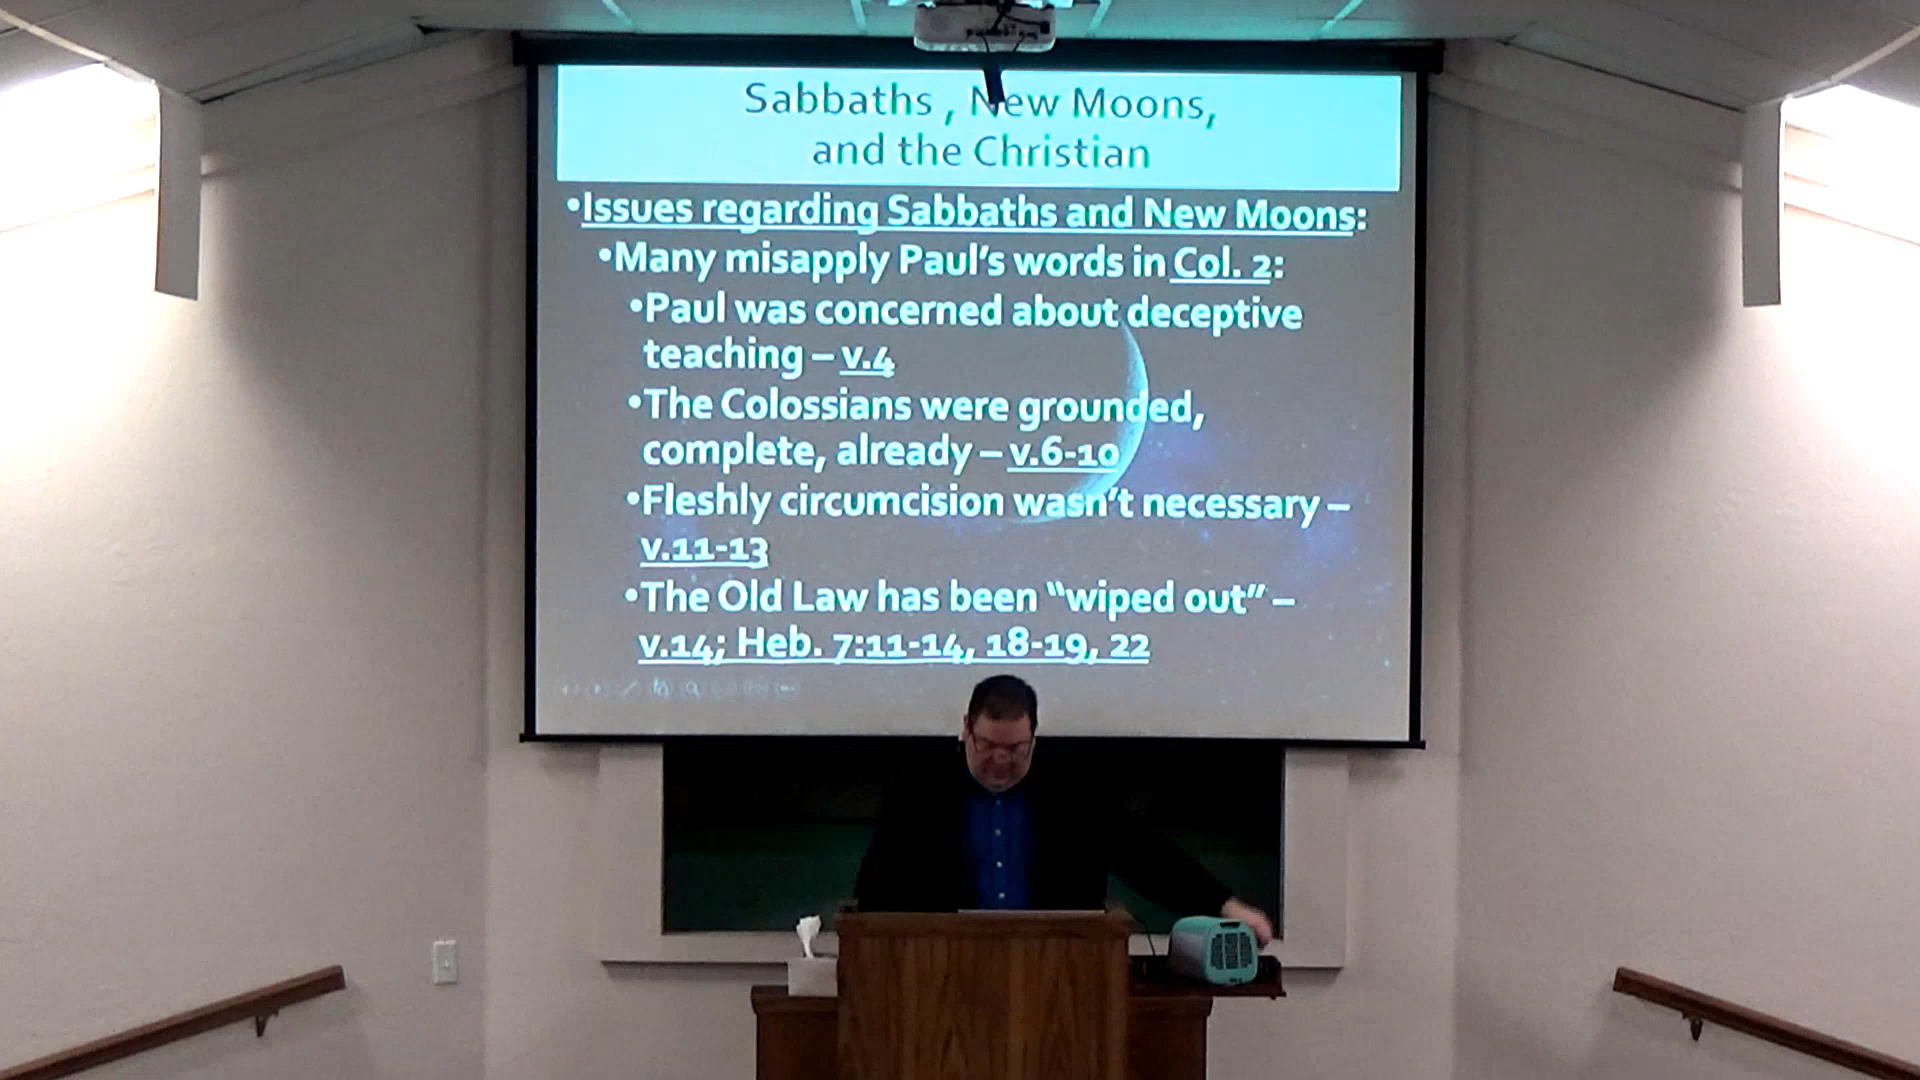 Sabbaths , New Moons,
and the Christian
•Issues regarding Sabbaths and New Moons:
•Many misapply Paul's words in Col. 2:
•Paul was concerned about deceptive
teaching – v.4
•The Colossians were grounded,
complete, already – v.6-10
•Fleshly circumcision wasn't necessary –
v.11-13
•The Old Law has been "wiped out" –
v.14; Heb. 7:11-14, 18-19, 22